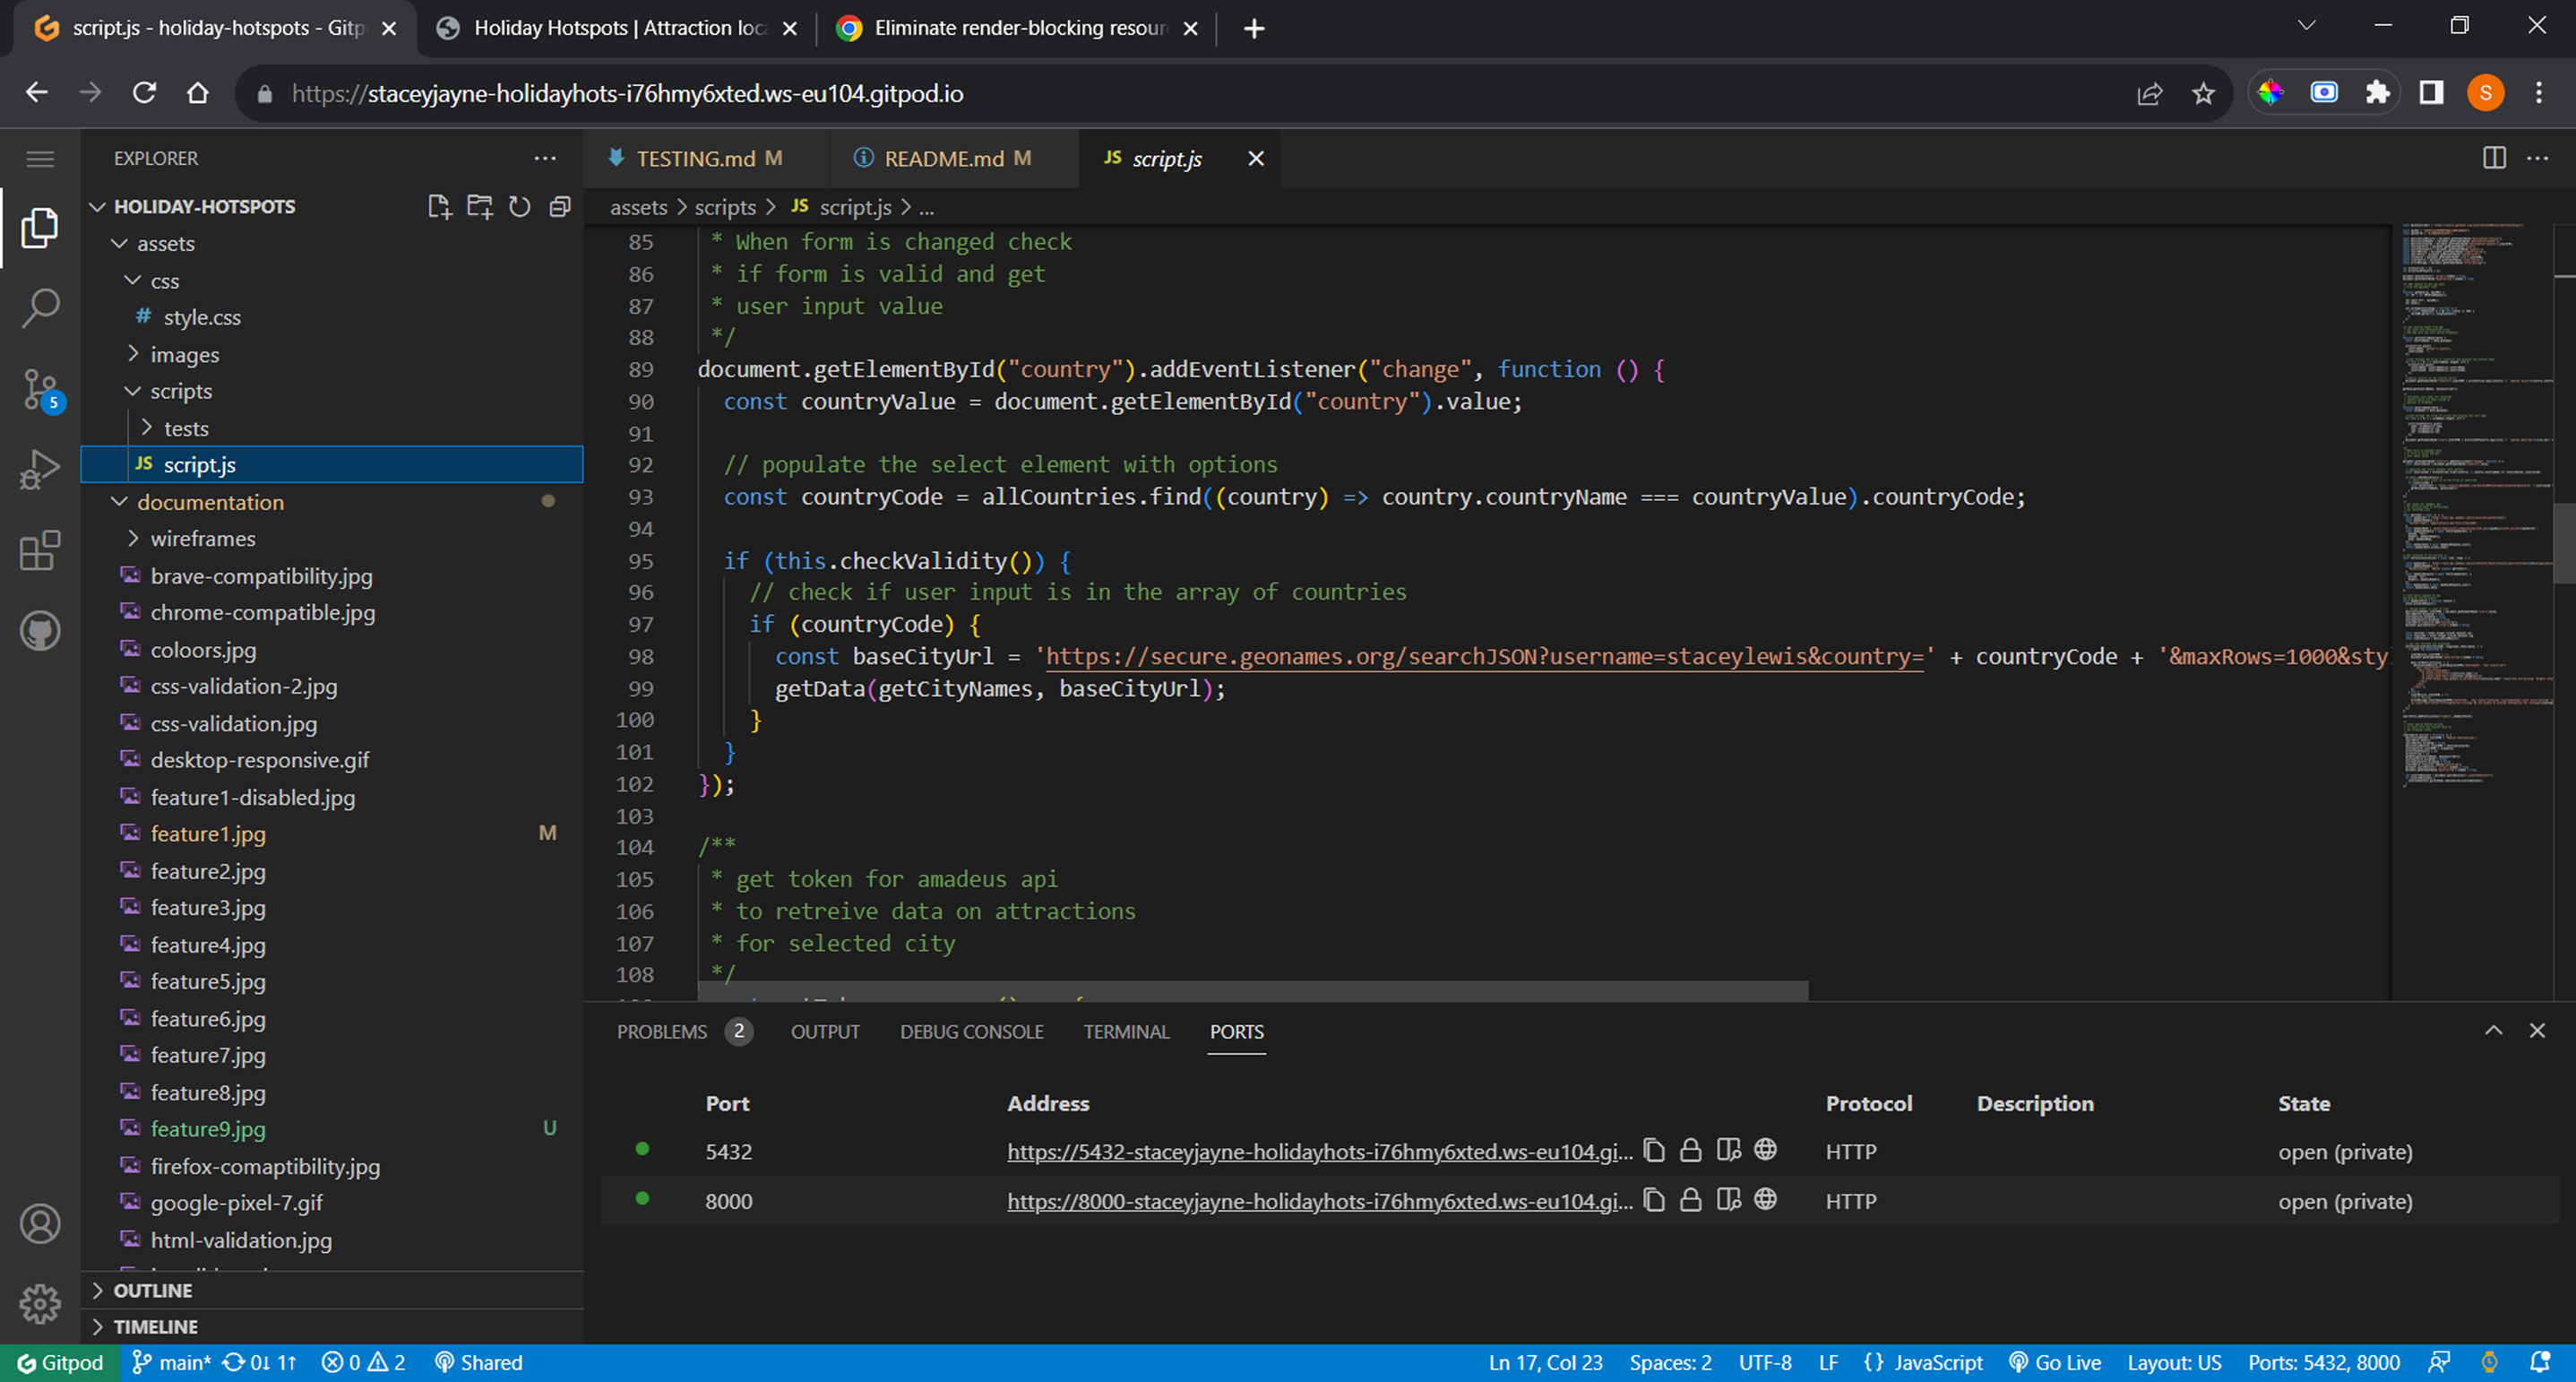 script.js - holiday-hotspots - Gitp
Holiday Hotspots | Attraction loc
Eliminate render-blocking resour
https://staceyjayne-holidayhots-i76hmy6xted.ws-eu104.gitpod.io
S
EXPLORER
TESTING.md M
README.md M
JS script.js
HOLIDAY-HOTSPOTS
assets > scripts > JS script.js > ...
assets
css
# style.css
images
scripts
tests
JS script.js
documentation
wireframes
brave-compatibility.jpg
chrome-compatible.jpg
coloors.jpg
css-validation-2.jpg
css-validation.jpg
desktop-responsive.gif
feature1-disabled.jpg
feature1.jpg M
feature2.jpg
feature3.jpg
feature4.jpg
feature5.jpg
feature6.jpg
feature7.jpg
feature8.jpg
feature9.jpg U
firefox-comaptibility.jpg
google-pixel-7.gif
html-validation.jpg
OUTLINE
TIMELINE
5
85 * When form is changed check
86 * if form is valid and get
87 * user input value
88 */
89 document.getElementById("country").addEventListener("change", function () {
90 const countryValue = document.getElementById("country").value;
91
92 // populate the select element with options
93 const countryCode = allCountries.find((country) => country.countryName === countryValue).countryCode;
94
95 if (this.checkValidity()) {
96 // check if user input is in the array of countries
97 if (countryCode) {
98 const baseCityUrl = 'https://secure.geonames.org/searchJSON?username=staceylewis&country=' + countryCode + '&maxRows=1000&sty
99 getData(getCityNames, baseCityUrl);
100 }
101 }
102 });
103
104 /**
105 * get token for amadeus api
106 * to retreive data on attractions
107 * for selected city
108 */
PROBLEMS 2 OUTPUT DEBUG CONSOLE TERMINAL PORTS
Port Address Protocol Description State
5432 https://5432-staceyjayne-holidayhots-i76hmy6xted.ws-eu104.gi... HTTP open (private)
8000 https://8000-staceyjayne-holidayhots-i76hmy6xted.ws-eu104.gi... HTTP open (private)
Gitpod main* 0↓ 1↑ 0 2 Shared Ln 17, Col 23 Spaces: 2 UTF-8 LF {} JavaScript Go Live Layout: US Ports: 5432, 8000